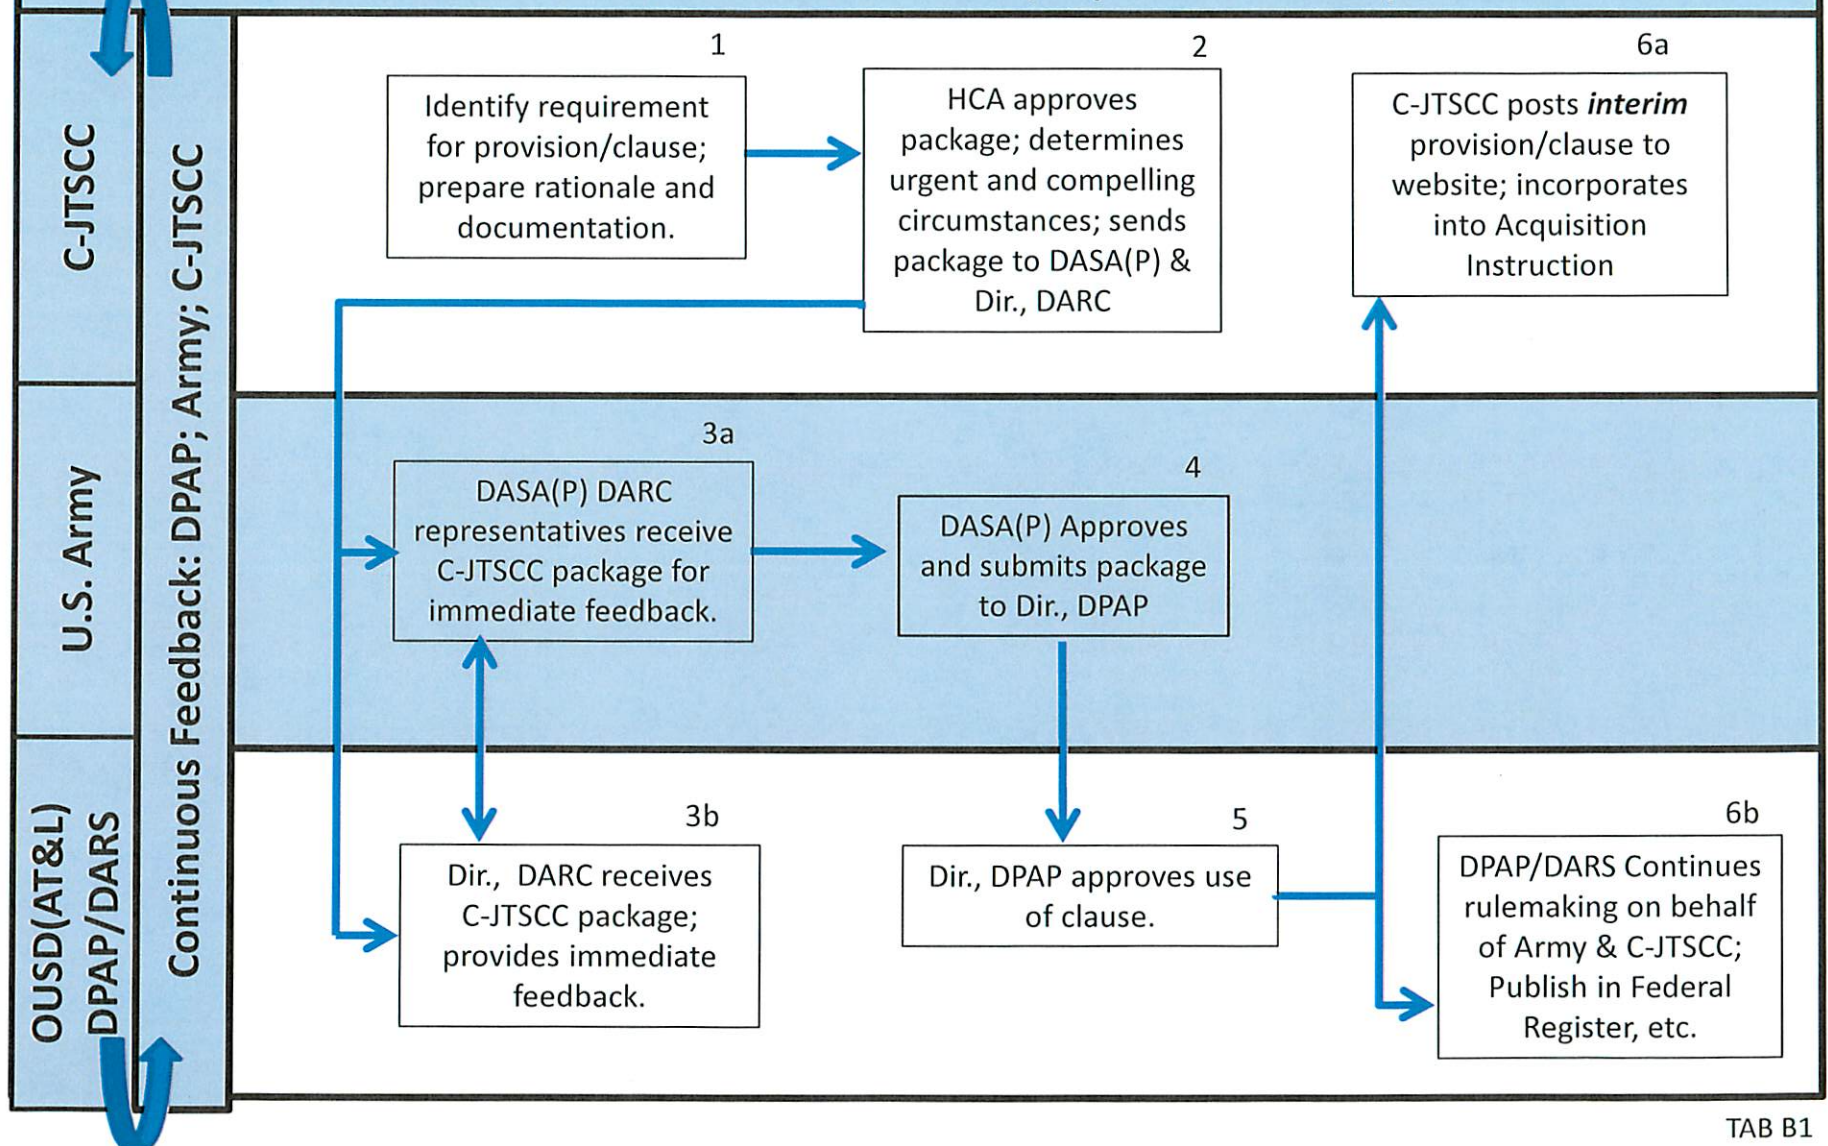 C-JTSCC
U.S. Army
OUSD(AT&L)
DPAP/DARS
Continuous Feedback: DPAP; Army; C-JTSCC
1
Identify requirement
for provision/clause;
prepare rationale and
documentation.
2
HCA approves
package; determines
urgent and compelling
circumstances; sends
package to DASA(P) &
Dir., DARC
6a
C-JTSCC posts interim
provision/clause to
website; incorporates
into Acquisition
Instruction
3a
DASA(P) DARC
representatives receive
C-JTSCC package for
immediate feedback.
4
DASA(P) Approves
and submits package
to Dir., DPAP
3b
Dir., DARC receives
C-JTSCC package;
provides immediate
feedback.
5
Dir., DPAP approves use
of clause.
6b
DPAP/DARS Continues
rulemaking on behalf
of Army & C-JTSCC;
Publish in Federal
Register, etc.
TAB B1